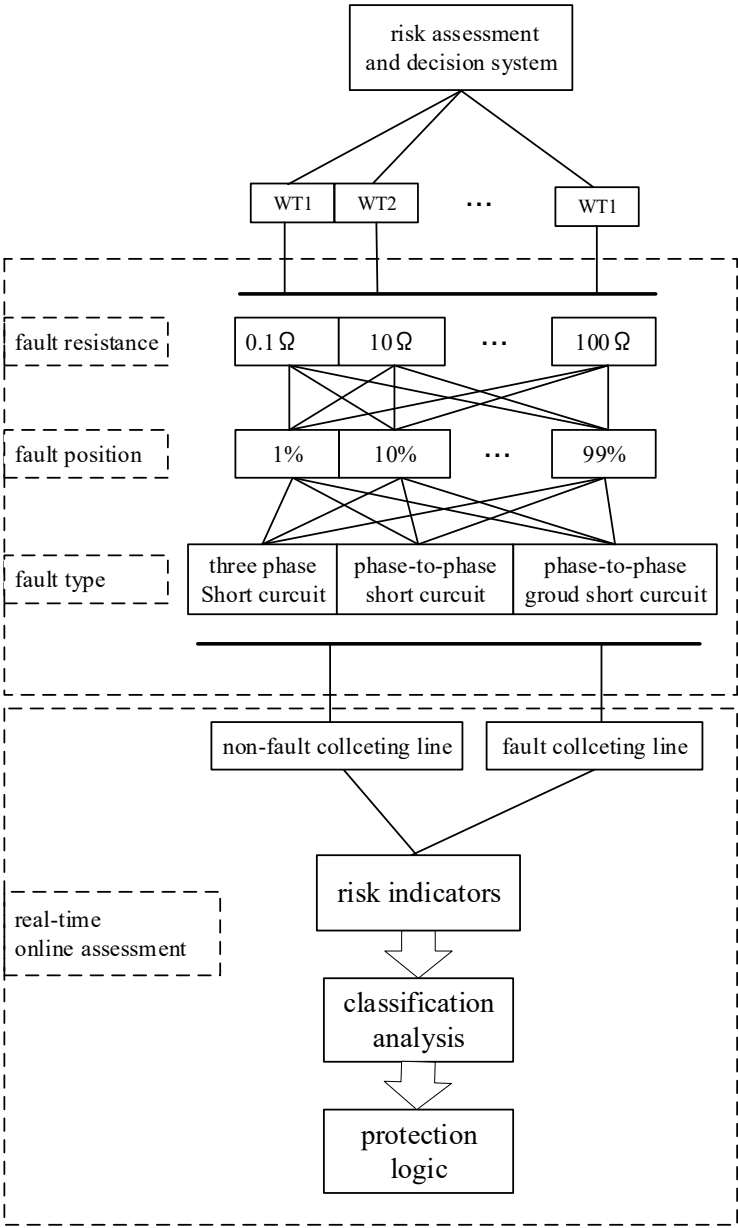 risk assessment
and decision system
WT1
WT2
...
WT1
fault resistance
0.1Ω
10Ω
...
100Ω
fault position
1%
10%
...
99%
fault type
three phase
Short curcuit
phase-to-phase
short curcuit
phase-to-phase
groud short curcuit
non-fault collceting line
fault collceting line
risk indicators
real-time
online assessment
classification
analysis
protection
logic